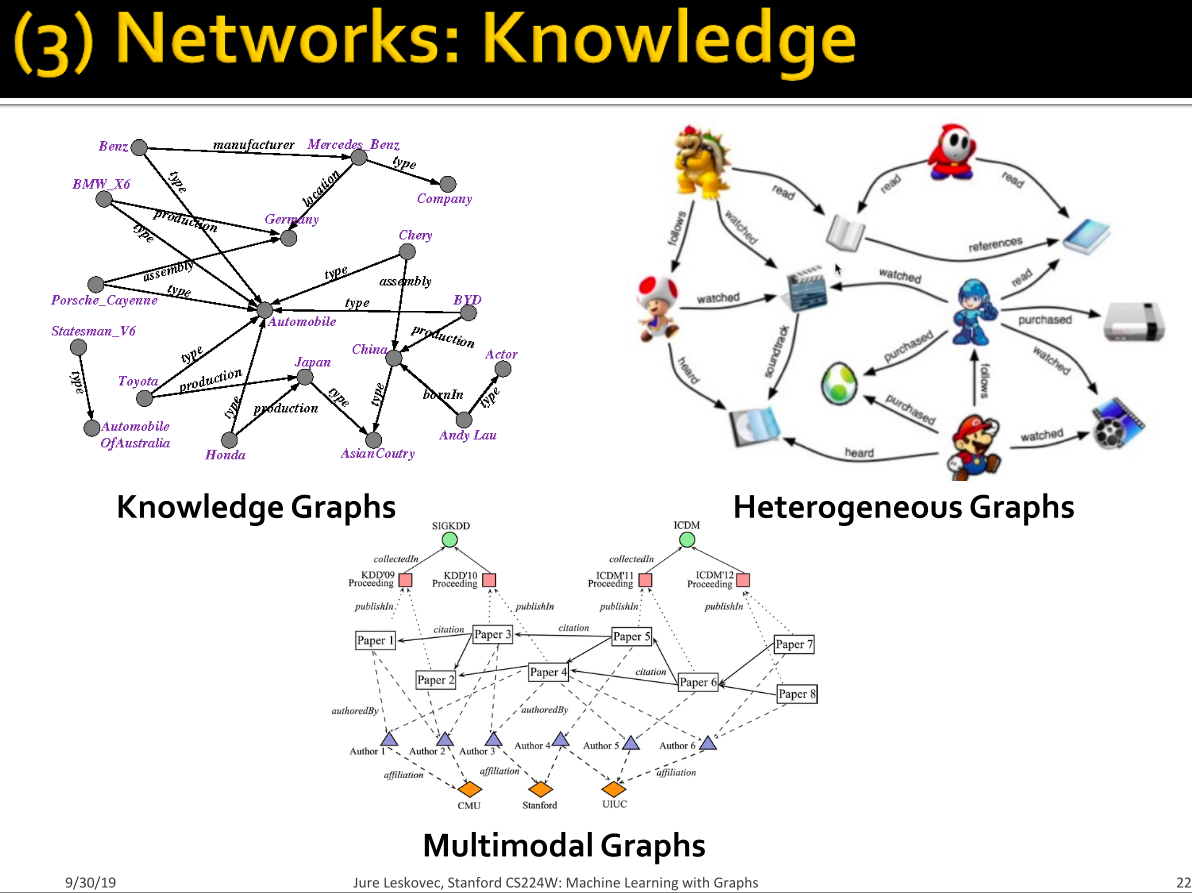 (3) Networks: Knowledge
Benz
manufacturer
Mercedes_Benz
type
type
Company
BMW_X6
location
production
Germany
type
Chery
assembly
type
assembly
Porsche_Cayenne
type
type
BYD
Automobile
Statesman_V6
production
China
Actor
type
Japan
type
Toyota
production
type
type
bornIn
type
type
production
Automobile
OfAustralia
Andy Lau
Honda
AsianCoutry
Knowledge Graphs
read
read
read
follows
watched
references
watched
read
watched
purchased
soundtrack
purchased
watched
heard
follows
purchased
watched
heard
Heterogeneous Graphs
SIGKDD
ICDM
collectedIn
collectedIn
KDD'09
Proceeding
KDD'10
Proceeding
ICDM'11
Proceeding
ICDM'12
Proceeding
publishIn
publishIn
publishIn
publishIn
citation
citation
Paper 1
Paper 3
Paper 5
Paper 7
citation
Paper 2
Paper 4
Paper 6
Paper 8
authoredBy
authoredBy
Author 1
Author 2
Author 3
Author 4
Author 5
Author 6
affiliation
affiliation
affiliation
CMU
Stanford
UIUC
Multimodal Graphs
9/30/19
Jure Leskovec, Stanford CS224W: Machine Learning with Graphs
22